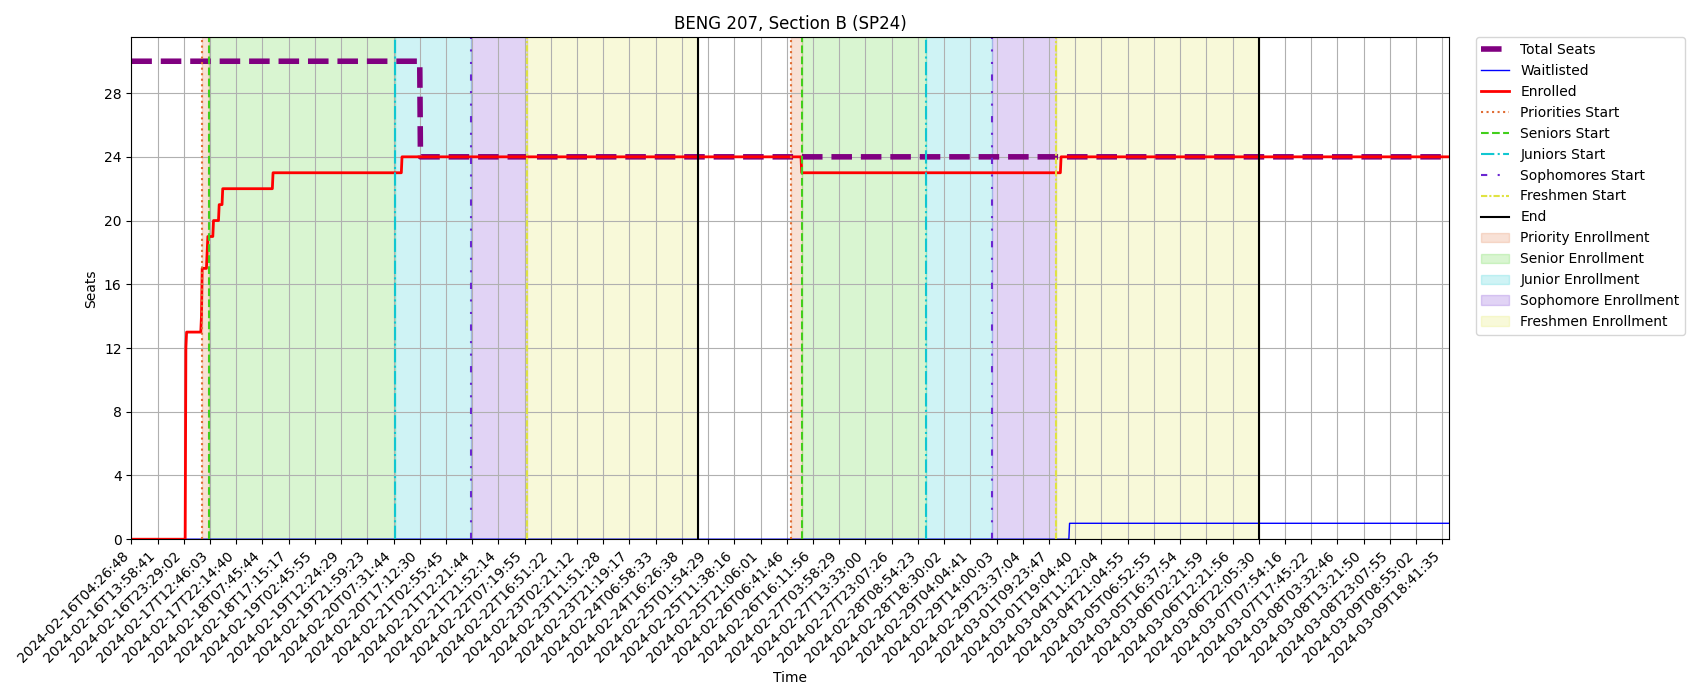 BENG 207, Section B (SP24)
Seats
28
24
20
16
12
8
4
0
2024-02-16T04:26:48
2024-02-16T13:58:41
2024-02-16T23:29:02
2024-02-17T12:46:03
2024-02-17T22:14:40
2024-02-18T07:45:44
2024-02-18T17:15:17
2024-02-19T02:45:55
2024-02-19T12:24:29
2024-02-19T21:59:23
2024-02-20T07:31:44
2024-02-20T17:12:30
2024-02-21T02:55:45
2024-02-21T12:21:44
2024-02-21T21:52:14
2024-02-22T07:19:55
2024-02-22T16:51:22
2024-02-23T02:21:12
2024-02-23T11:51:28
2024-02-23T21:19:17
2024-02-24T06:58:33
2024-02-24T16:26:38
2024-02-25T01:54:29
2024-02-25T11:38:16
2024-02-25T21:06:01
2024-02-26T06:41:46
2024-02-26T16:11:56
2024-02-27T03:58:29
2024-02-27T13:33:00
2024-02-27T23:07:26
2024-02-28T08:54:23
2024-02-28T18:30:02
2024-02-29T04:04:41
2024-02-29T14:00:03
2024-02-29T23:37:04
2024-03-01T09:23:47
2024-03-01T19:04:40
2024-03-04T11:22:04
2024-03-04T21:04:55
2024-03-05T06:52:55
2024-03-05T16:37:54
2024-03-06T02:21:59
2024-03-06T12:21:56
2024-03-06T22:05:30
2024-03-07T07:54:16
2024-03-07T17:45:22
2024-03-08T03:32:46
2024-03-08T13:21:50
2024-03-08T23:07:55
2024-03-09T08:55:02
2024-03-09T18:41:35
Time
Total Seats
Waitlisted
Enrolled
Priorities Start
Seniors Start
Juniors Start
Sophomores Start
Freshmen Start
End
Priority Enrollment
Senior Enrollment
Junior Enrollment
Sophomore Enrollment
Freshmen Enrollment